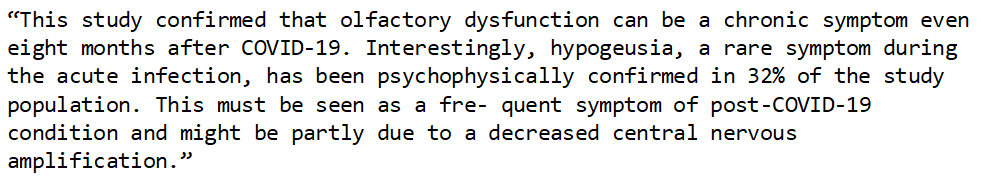 “This study confirmed that olfactory dysfunction can be a chronic symptom even
eight months after COVID-19. Interestingly, hypogeusia, a rare symptom during
the acute infection, has been psychophysically confirmed in 32% of the study
population. This must be seen as a fre- quent symptom of post-COVID-19
condition and might be partly due to a decreased central nervous
amplification.”